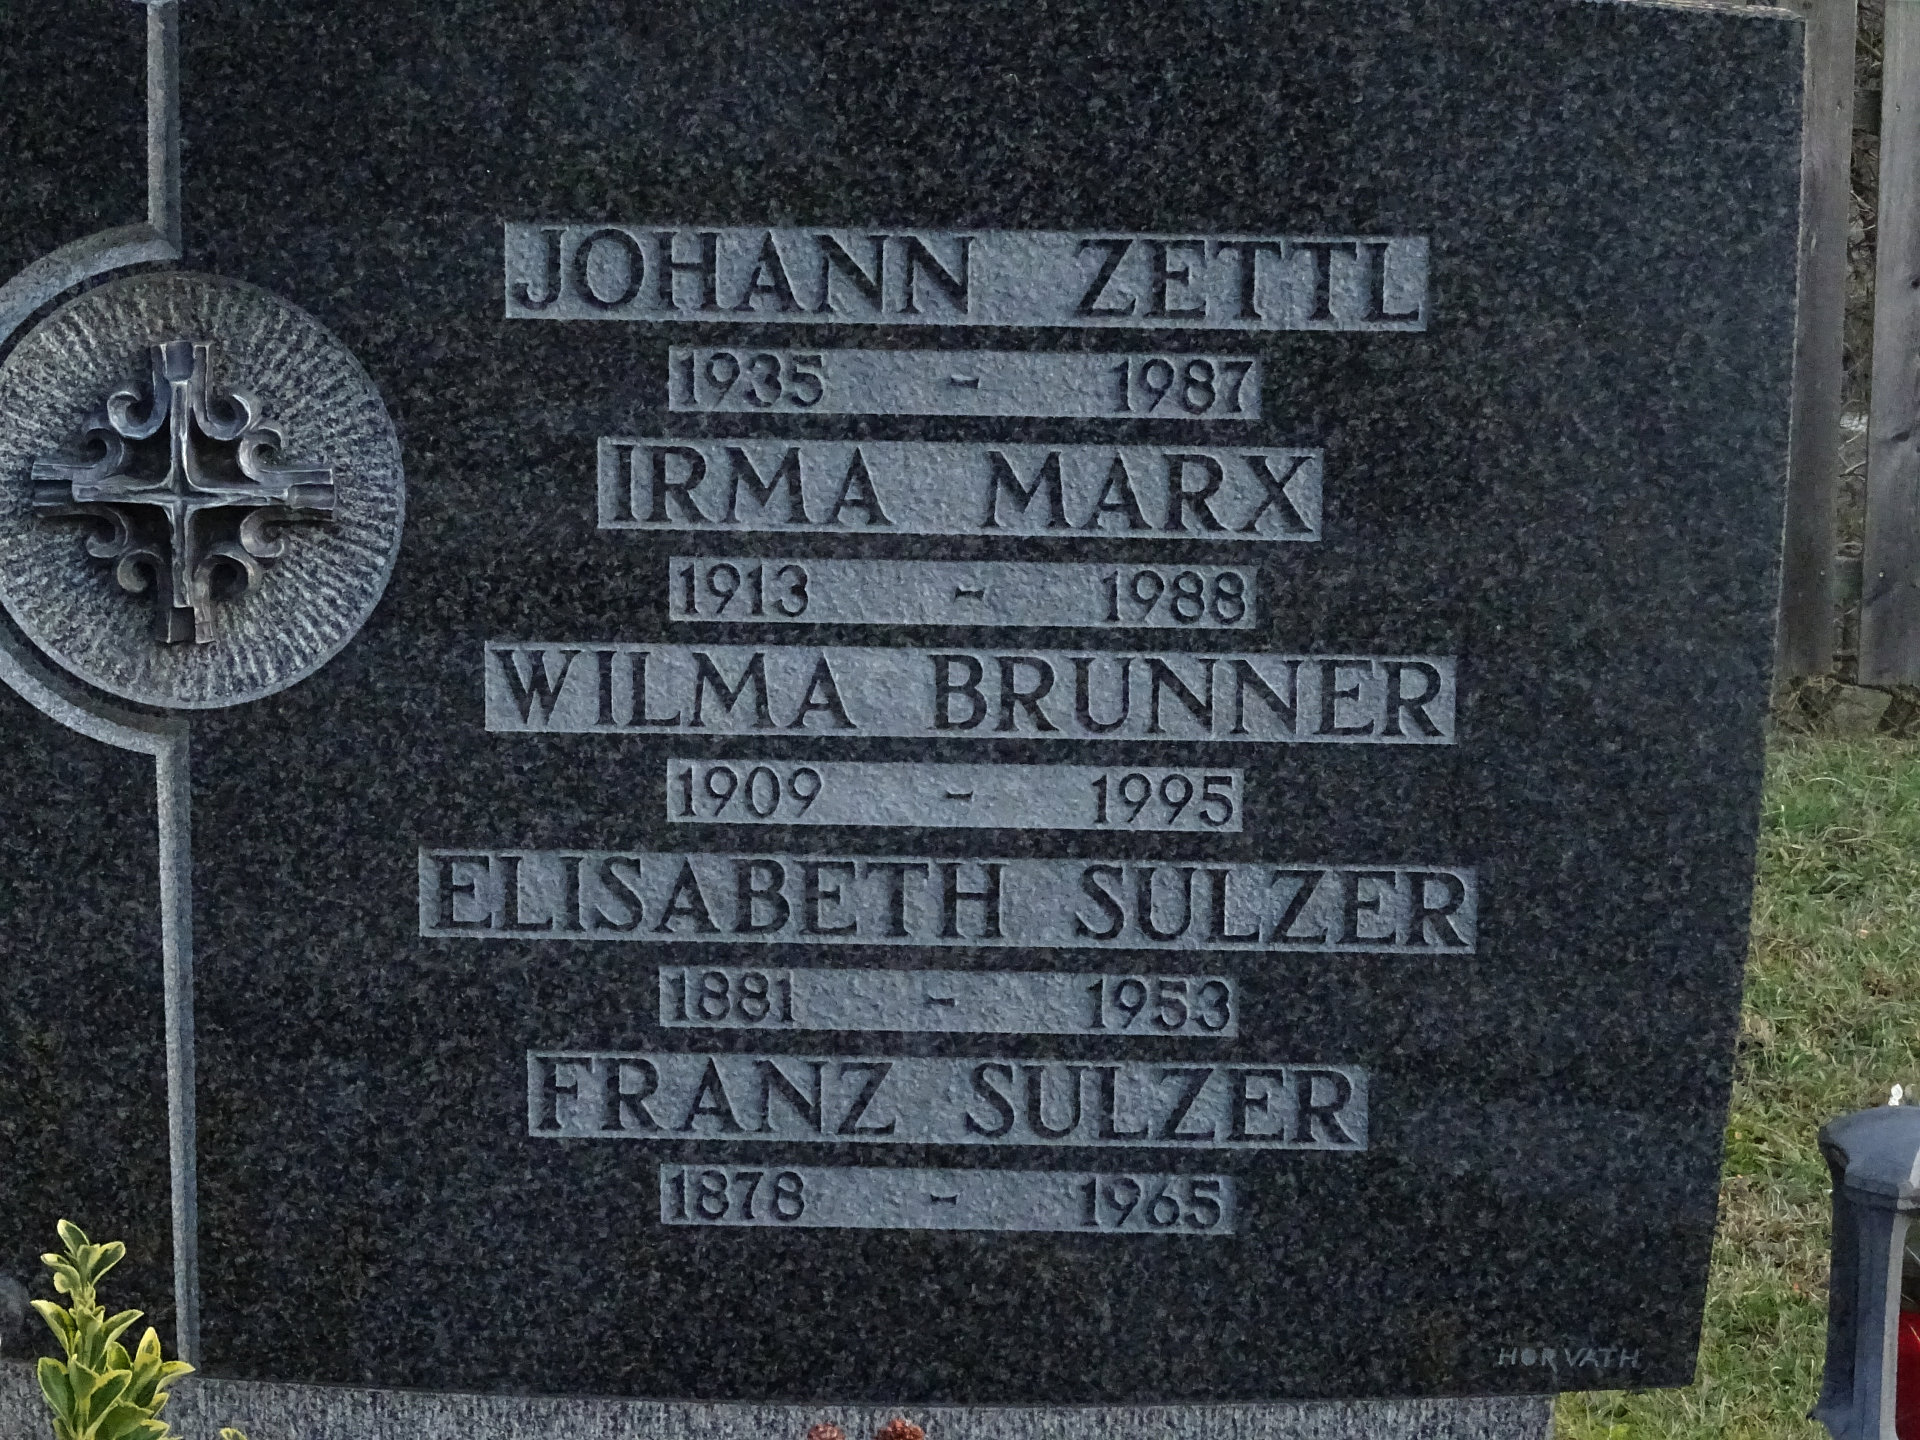 JOHANN ZETTL
1935 - 1987
IRMA MARX
1913 - 1988
WILMA BRUNNER
1909 - 1995
ELISABETH SULZER
1881 - 1953
FRANZ SULZER
1878 - 1965
HORVATH